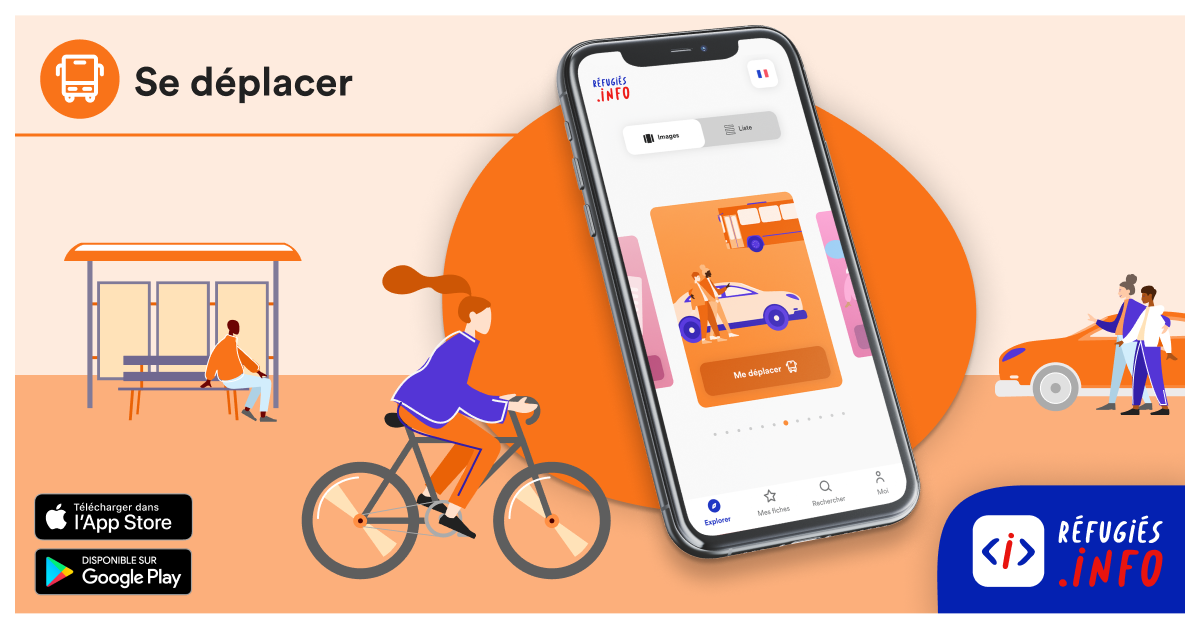 Se déplacer
RÉFUGIÉS
.iNFO
Images
Liste
Me déplacer
Explorer
Mes fiches
Rechercher
Moi
Télécharger dans
l'App Store
DISPONIBLE SUR
Google Play
<i>
RÉFUGIÉS
.iNFO